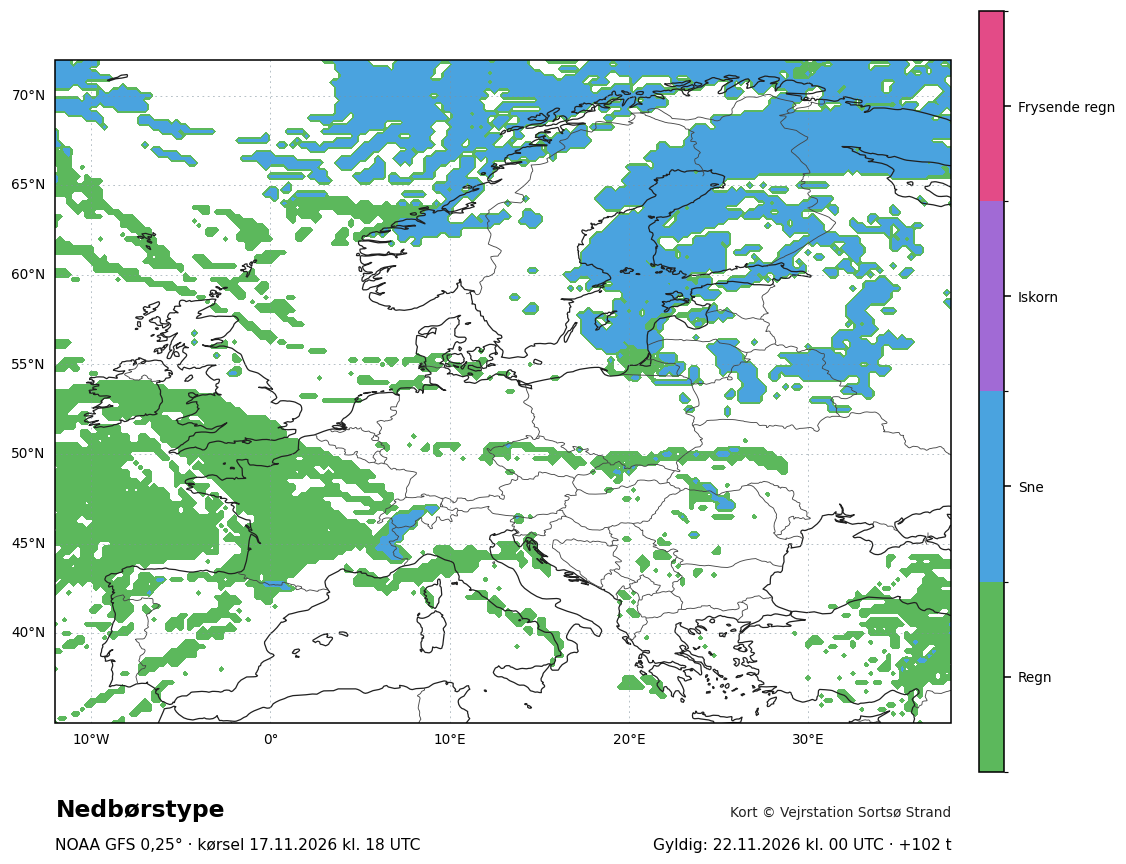 70°N
65°N
60°N
55°N
50°N
45°N
40°N
10°W
0°
10°E
20°E
30°E
Frysende regn
Iskorn
Sne
Regn
Nedbørstype
Kort © Vejrstation Sortsø Strand
NOAA GFS 0,25° · kørsel 17.11.2026 kl. 18 UTC
Gyldig: 22.11.2026 kl. 00 UTC · +102 t